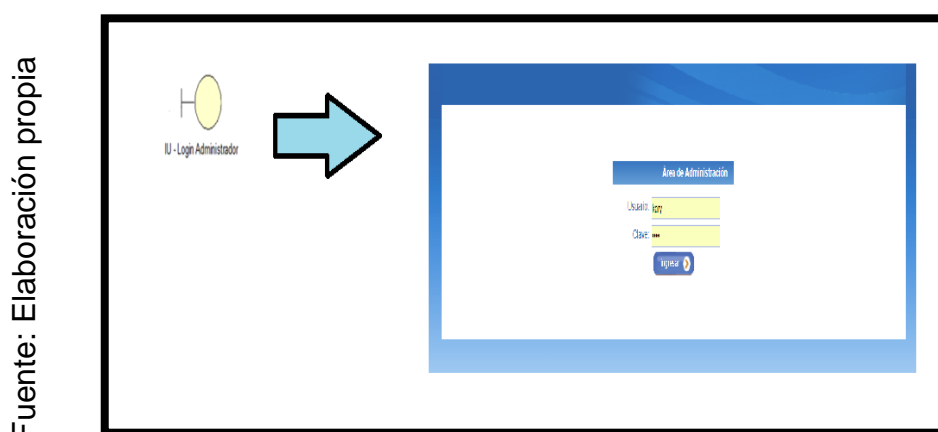 Fuente: Elaboración propia
IU - Login Administrador
Área de Administración
Usuario:
Clave: ••••
Ingresar